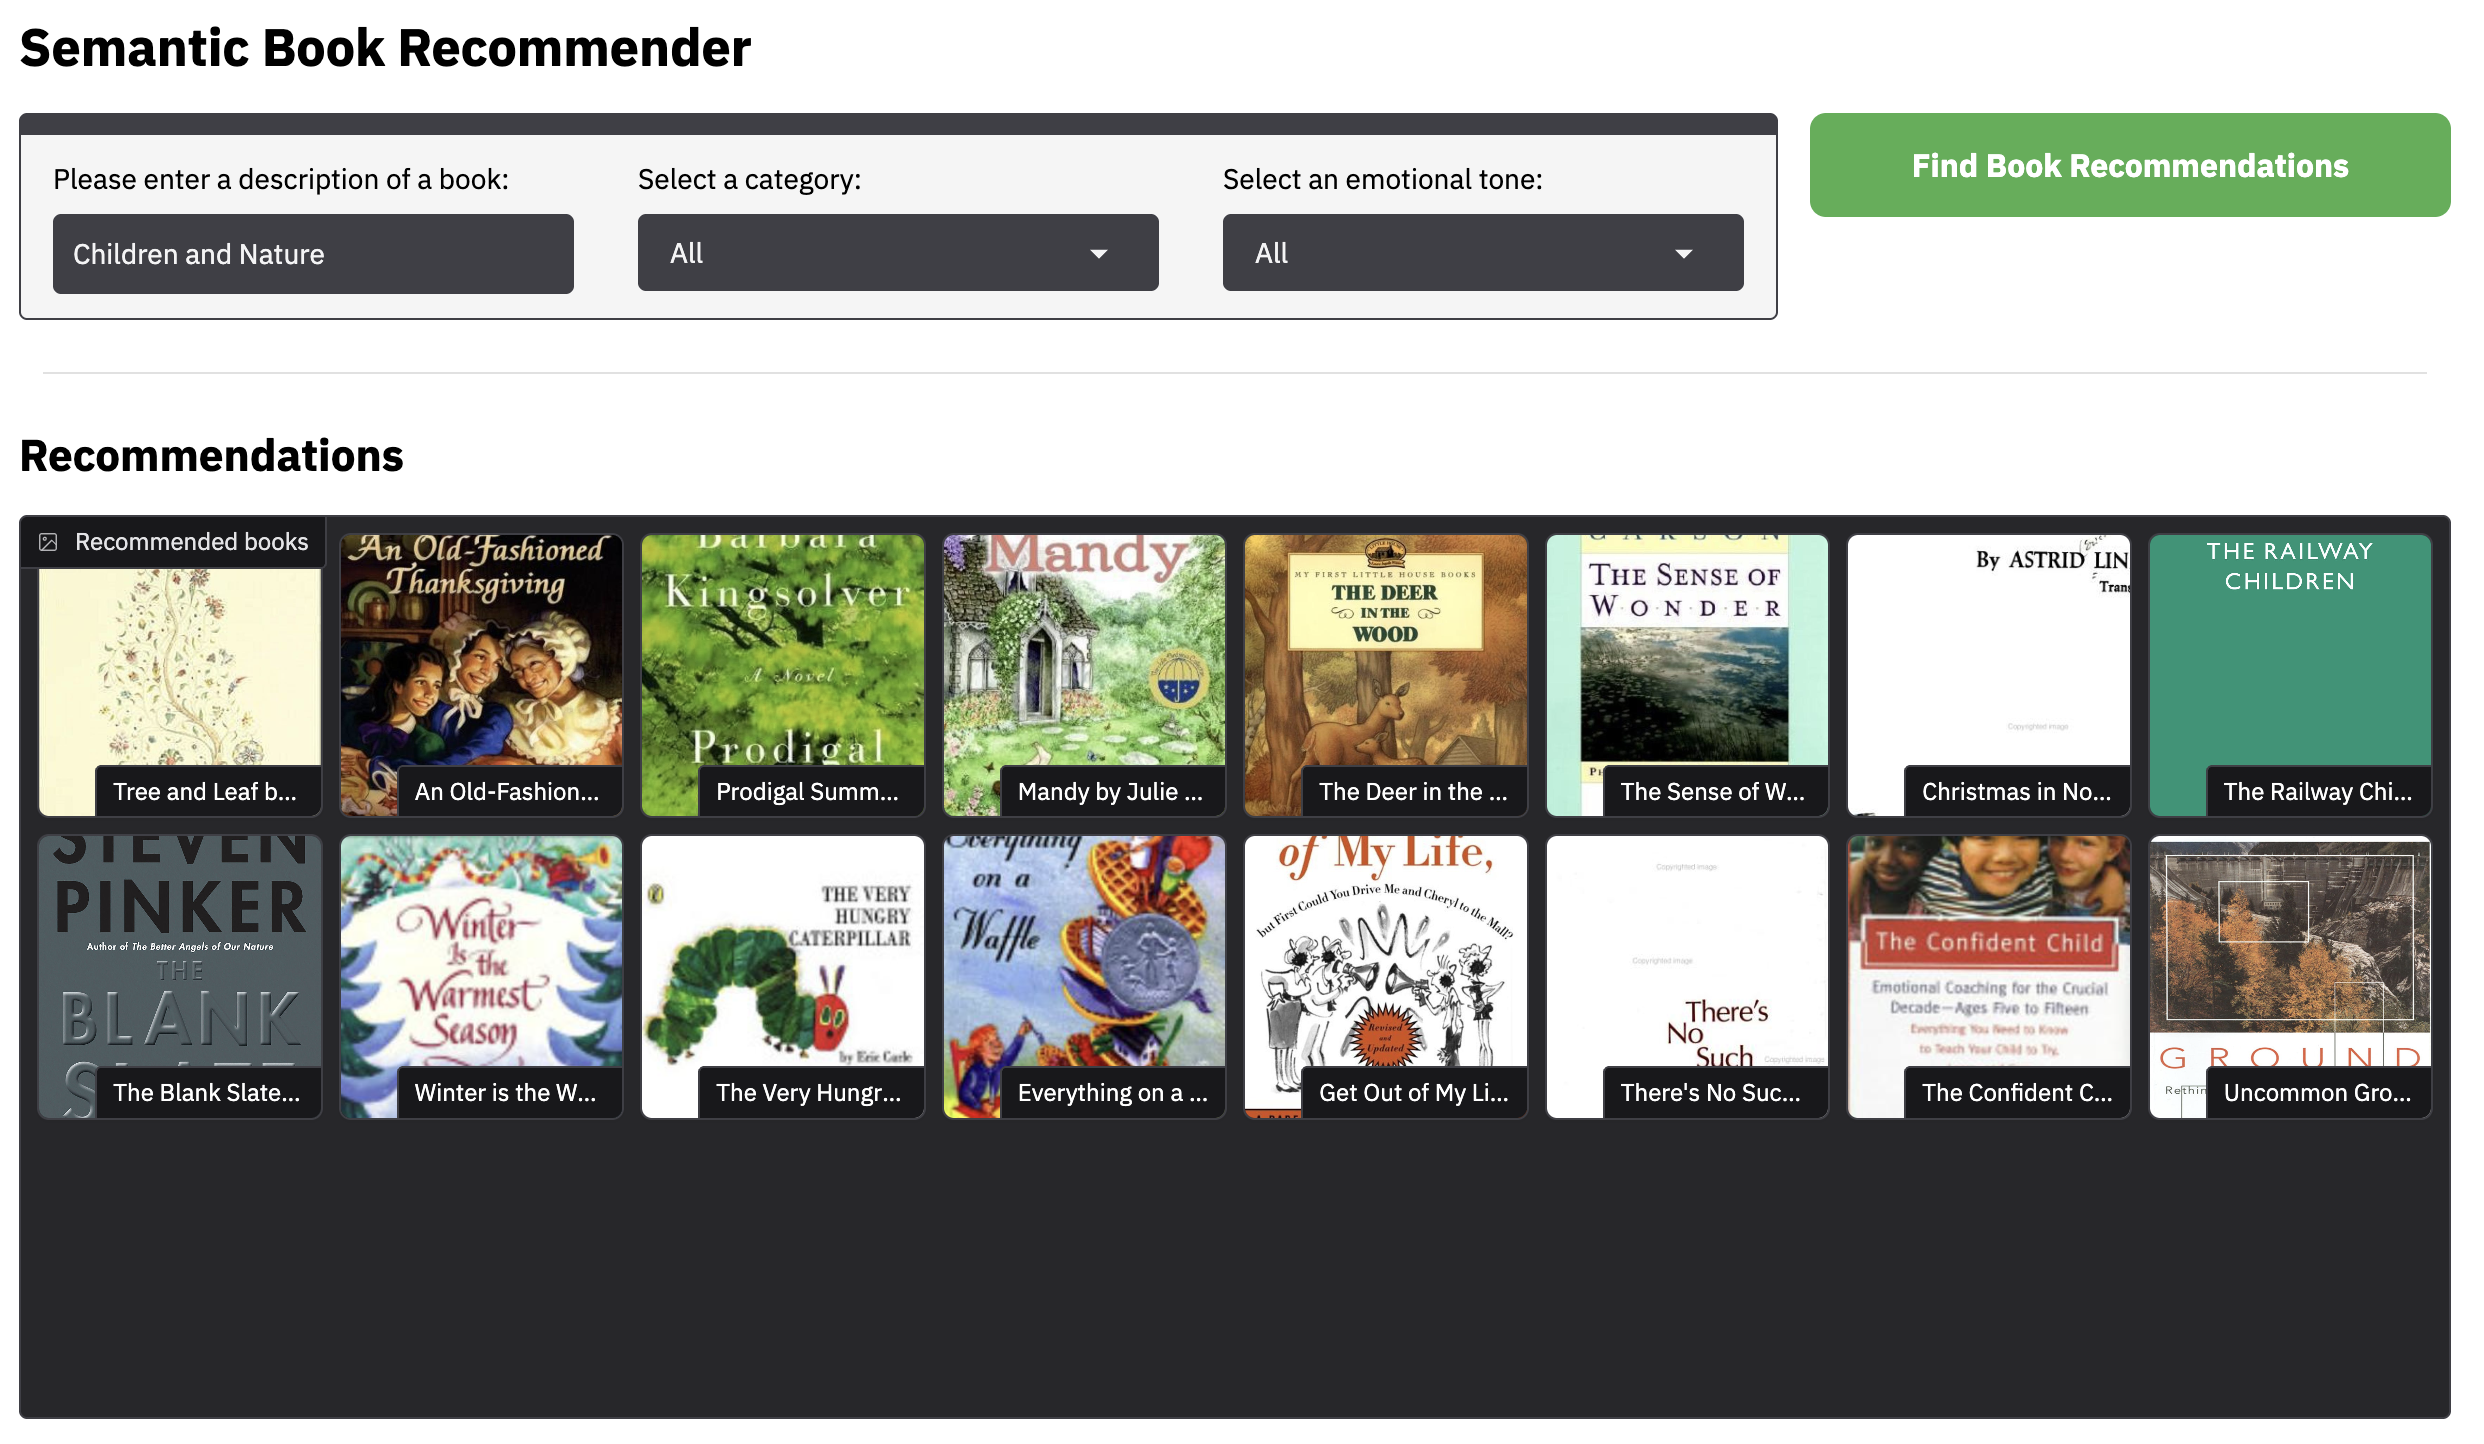 Semantic Book Recommender
Please enter a description of a book:
Children and Nature
Select a category:
All
Select an emotional tone:
All
Find Book Recommendations
Recommendations
Recommended books
Tree and Leaf b...
An Old-Fashioned
Thanksgiving
An Old-Fashion...
Barbara
Kingsolver
A Novel
Prodigal
Prodigal Summ...
Mandy
Mandy by Julie ...
MY FIRST LITTLE HOUSE BOOKS
THE DEER
IN THE
WOOD
The Deer in the ...
CARSON
THE SENSE OF
WONDER
The Sense of W...
By ASTRID LIN
Trans
Copyrighted image
Christmas in No...
THE RAILWAY
CHILDREN
The Railway Chi...
STEVEN
PINKER
Author of The Better Angels of Our Nature
THE
BLANK
SLATE
The Blank Slate...
Winter
Is the
Warmest
Season
Winter is the W...
THE VERY
HUNGRY
CATERPILLAR
by Eric Carle
The Very Hungr...
Everything
on a
Waffle
Everything on a ...
of My Life,
but First Could You Drive Me and Cheryl to the Mall?
Revised
and
Updated
Get Out of My Li...
Copyrighted image
Copyrighted image
There's
No
Such
Copyrighted image
There's No Suc...
The Confident Child
Emotional Coaching for the Crucial
Decade—Ages Five to Fifteen
Everything You Need to Know
to Teach Your Child to Try,
The Confident C...
GROUND
Rethin
Uncommon Gro...